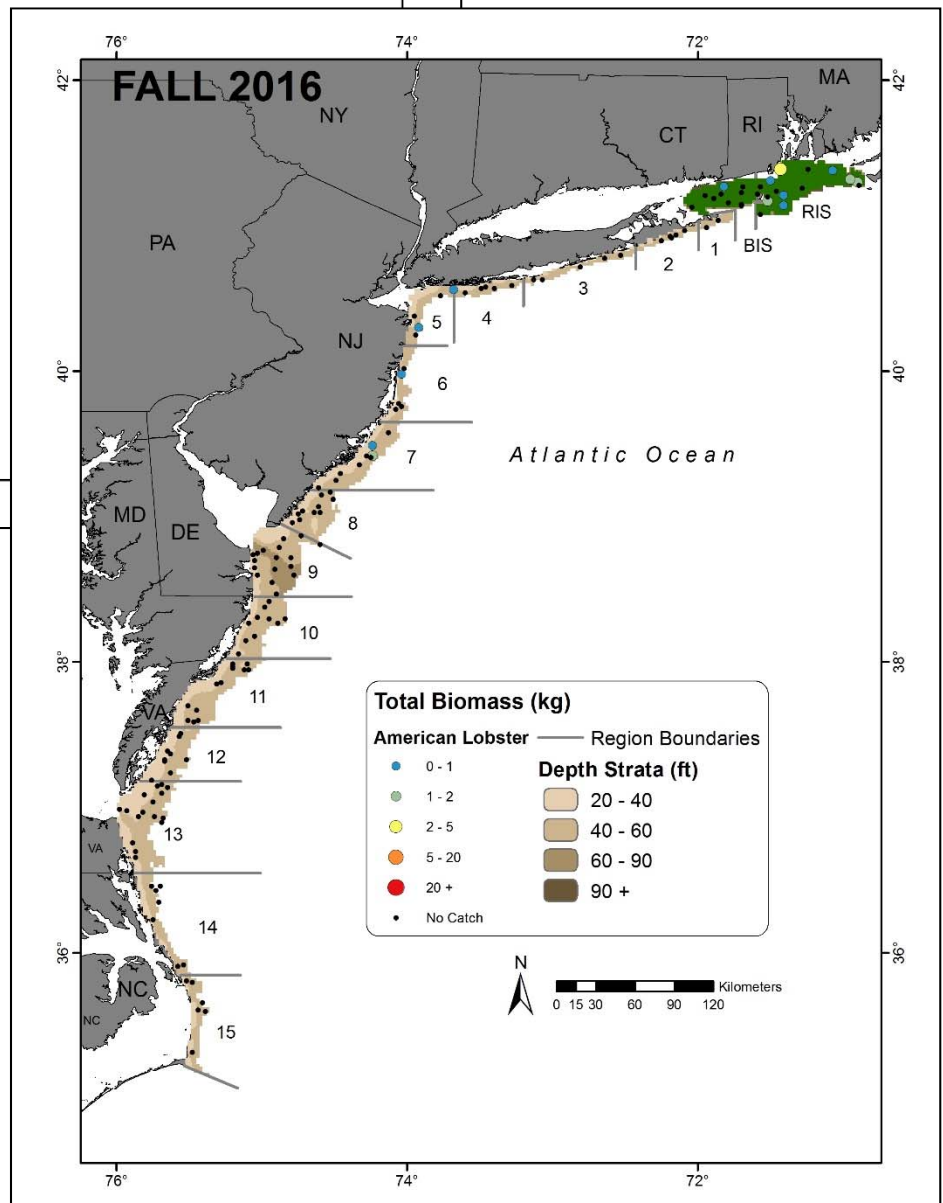 76°
74°
72°
42°
42°
FALL 2016
NY
MA
CT
RI
RIS
BIS
PA
1
2
3
4
5
NJ
40°
40°
6
Atlantic Ocean
7
MD
DE
8
9
10
38°
38°
11
VA
12
13
VA
14
NC
NC
15
36°
36°
Total Biomass (kg)
American Lobster
0 - 1
1 - 2
2 - 5
5 - 20
20 +
No Catch
Region Boundaries
Depth Strata (ft)
20 - 40
40 - 60
60 - 90
90 +
N
Kilometers
0 15 30 60 90 120
76°
74°
72°